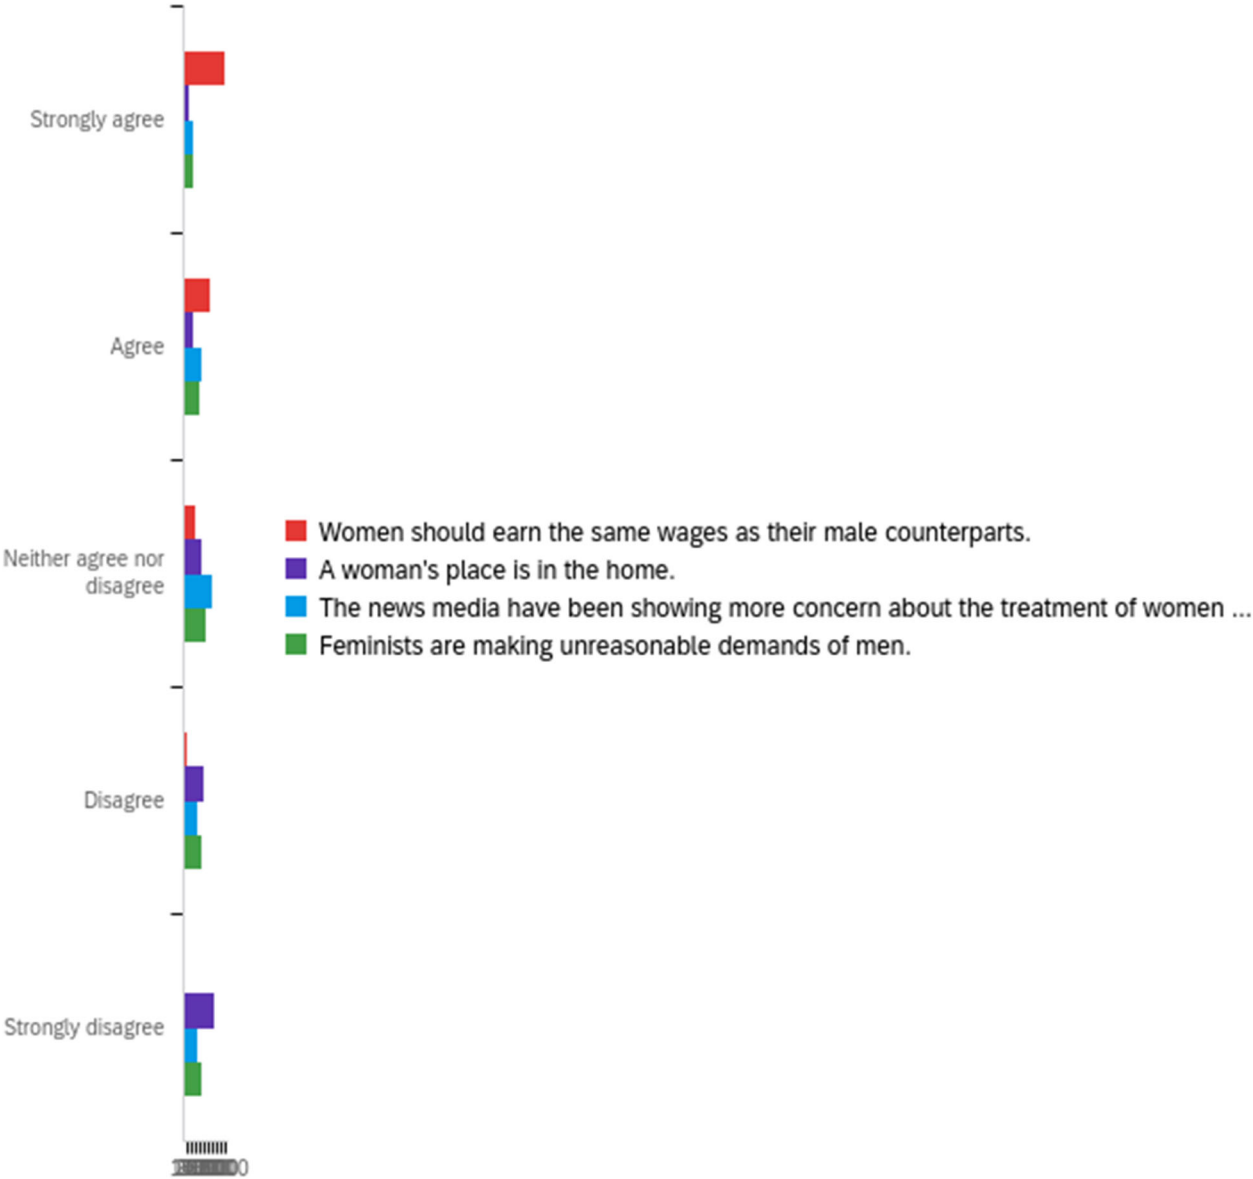 Strongly agree
Agree
Neither agree nor
disagree
Women should earn the same wages as their male counterparts.
A woman's place is in the home.
The news media have been showing more concern about the treatment of women ...
Feminists are making unreasonable demands of men.
Disagree
Strongly disagree